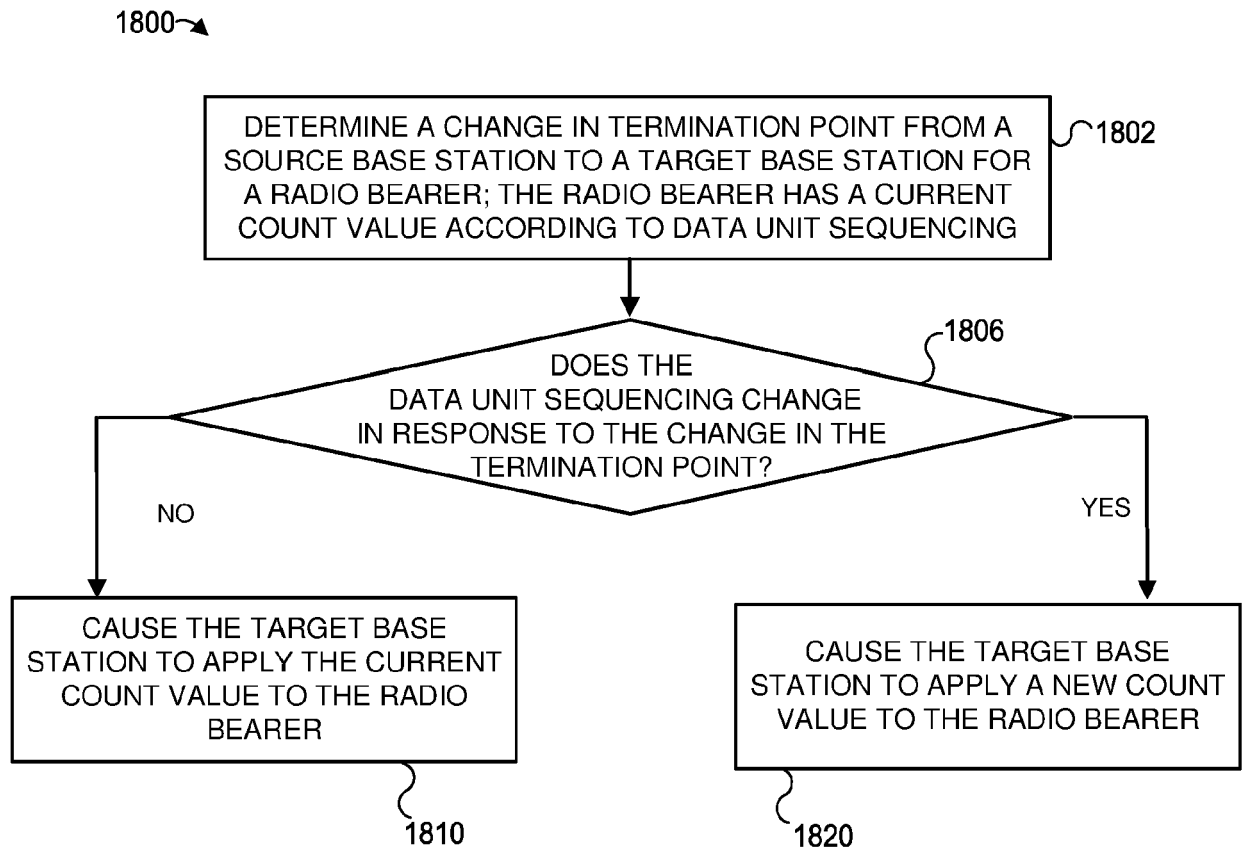 1800
DETERMINE A CHANGE IN TERMINATION POINT FROM A
SOURCE BASE STATION TO A TARGET BASE STATION FOR
A RADIO BEARER; THE RADIO BEARER HAS A CURRENT
COUNT VALUE ACCORDING TO DATA UNIT SEQUENCING
1802
1806
DOES THE
DATA UNIT SEQUENCING CHANGE
IN RESPONSE TO THE CHANGE IN THE
TERMINATION POINT?
NO
YES
CAUSE THE TARGET BASE
STATION TO APPLY THE CURRENT
COUNT VALUE TO THE RADIO
BEARER
1810
CAUSE THE TARGET BASE
STATION TO APPLY A NEW COUNT
VALUE TO THE RADIO BEARER
1820